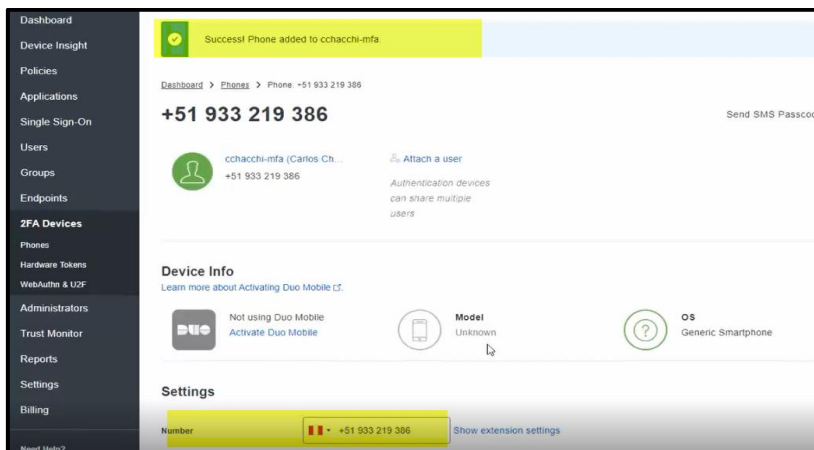 Dashboard
Device Insight
Policies
Applications
Single Sign-On
Users
Groups
Endpoints
2FA Devices
Phones
Hardware Tokens
WebAuthn & U2F
Administrators
Trust Monitor
Reports
Settings
Billing
Need Help?
Success! Phone added to cchacchi-mfa.
Dashboard > Phones > Phone: +51 933 219 386
+51 933 219 386
Send SMS Passcod
cchacchi-mfa (Carlos Ch...
+51 933 219 386
Attach a user
Authentication devices
can share multiple
users
Device Info
Learn more about Activating Duo Mobile
DUO
Not using Duo Mobile
Activate Duo Mobile
Model
Unknown
OS
Generic Smartphone
Settings
Number
+51 933 219 386
Show extension settings